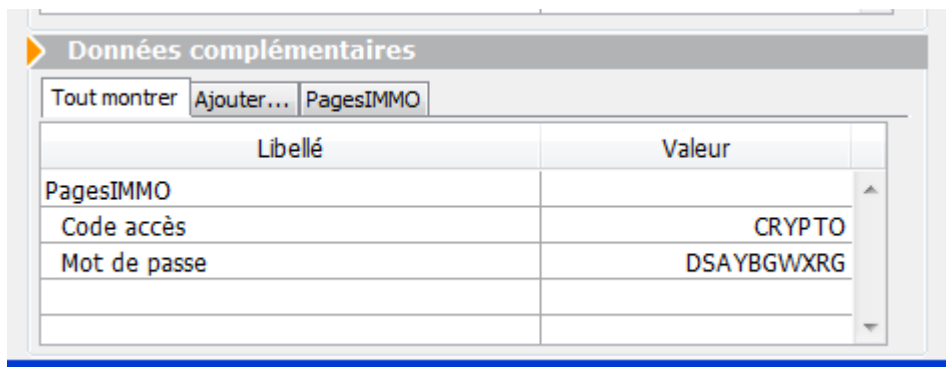 Données complémentaires
Tout montrer Ajouter... PagesIMMO
Libellé Valeur
PagesIMMO
Code accès CRYPTO
Mot de passe DSAYBGWXRG